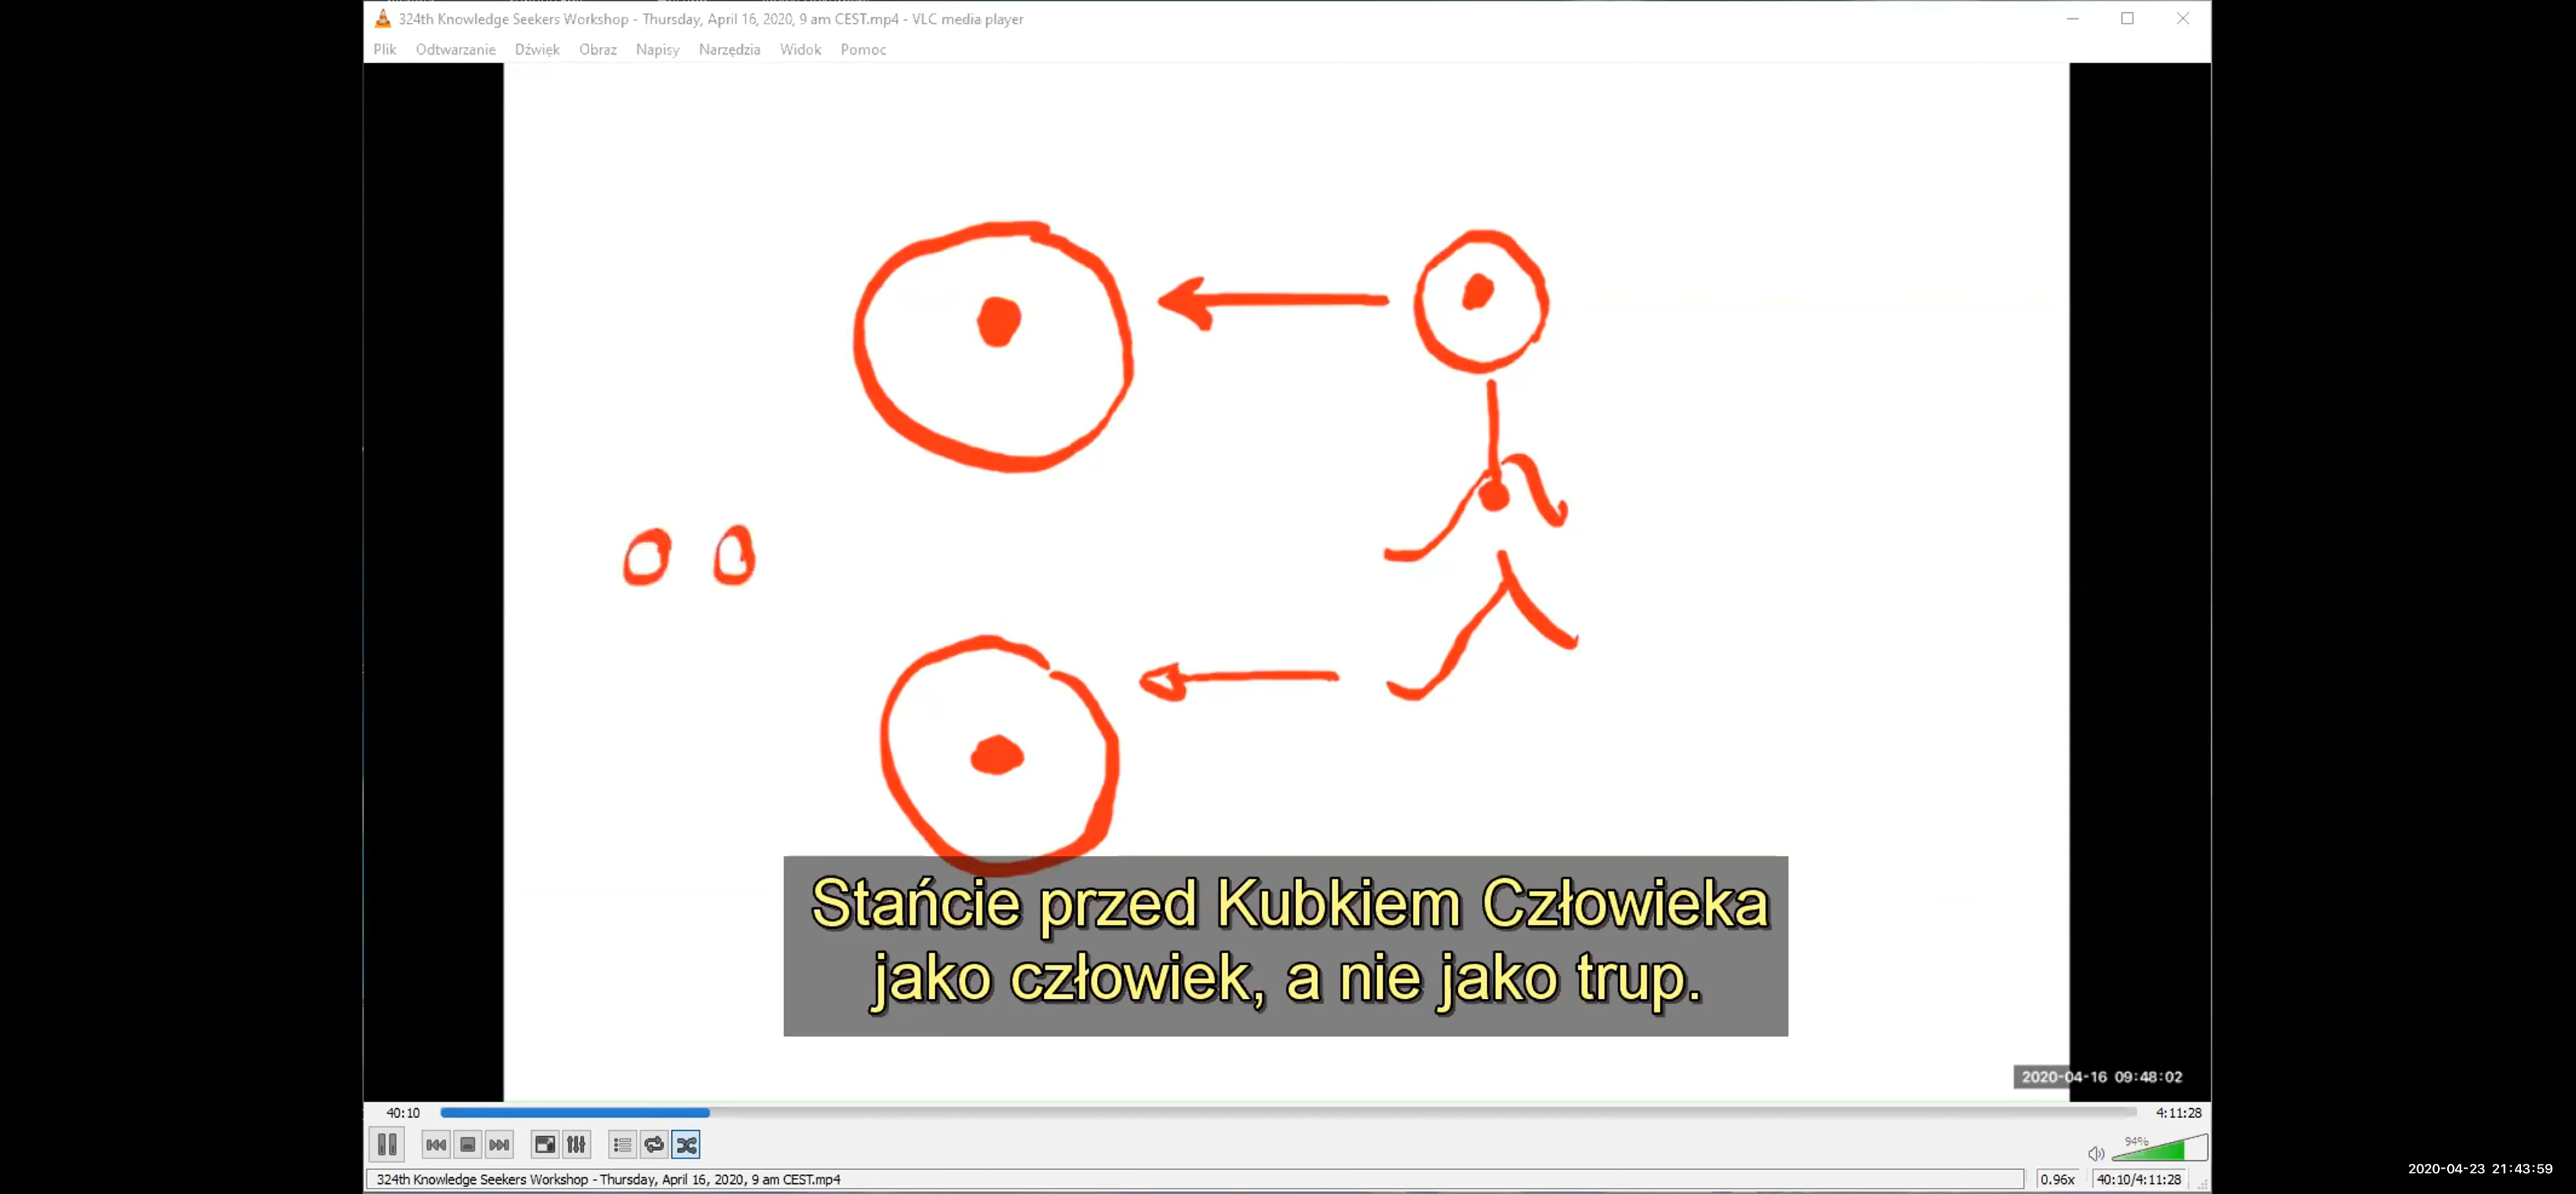 324th Knowledge Seekers Workshop - Thursday, April 16, 2020, 9 am CEST.mp4 - VLC media player
Plik Odtwarzanie Dźwięk Obraz Napisy Narzędzia Widok Pomoc
Stańcie przed Kubkiem Człowieka
jako człowiek, a nie jako trup.
2020-04-16 09:48:02
40:10 4:11:28
94%
2020-04-23 21:43:59
324th Knowledge Seekers Workshop - Thursday, April 16, 2020, 9 am CEST.mp4 0.96x 40:10/4:11:28